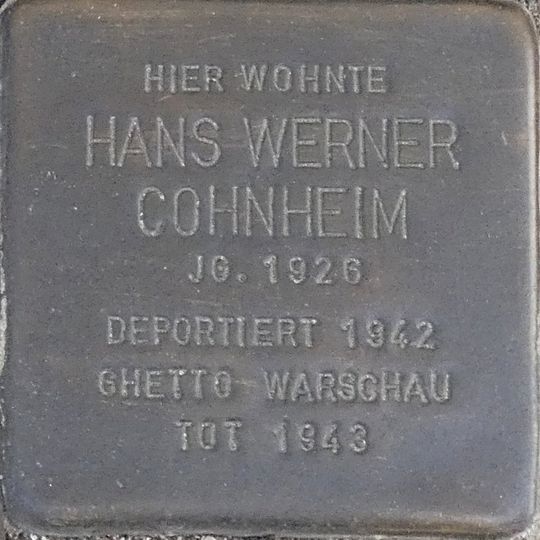 HIER WOHNTE
HANS WERNER
COHNHEIM
JG. 1926
DEPORTIERT 1942
GHETTO WARSCHAU
TOT 1943